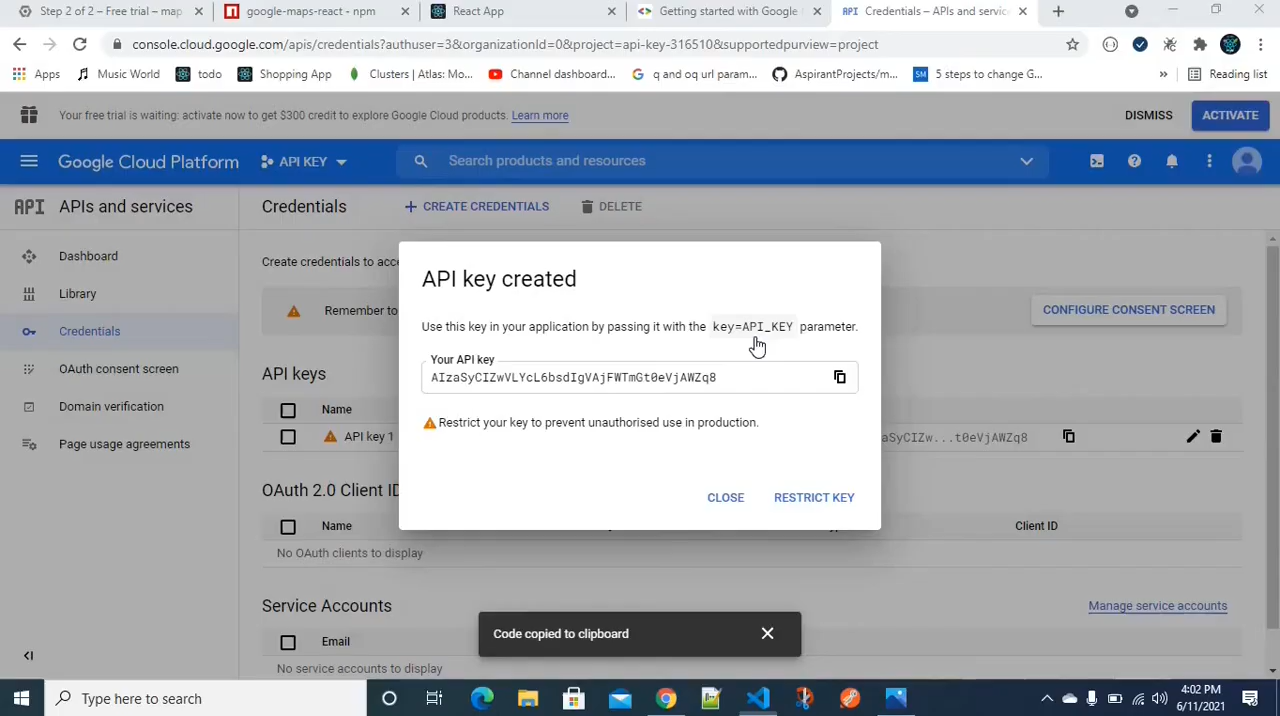 Step 2 of 2 – Free trial – map
google-maps-react - npm
React App
Getting started with Google
Credentials – APIs and service
console.cloud.google.com/apis/credentials?authuser=3&organizationId=0&project=api-key-316510&supportedpurview=project
Apps
Music World
todo
Shopping App
Clusters | Atlas: Mo...
Channel dashboard...
q and oq url param...
AspirantProjects/m...
5 steps to change G...
Reading list
Your free trial is waiting: activate now to get $300 credit to explore Google Cloud products. Learn more
DISMISS
ACTIVATE
Google Cloud Platform
API KEY
Search products and resources
API APIs and services
Credentials
CREATE CREDENTIALS
DELETE
Dashboard
Library
Credentials
OAuth consent screen
Domain verification
Page usage agreements
Create credentials to acce
Remember to
CONFIGURE CONSENT SCREEN
API keys
Name
API key 1
aSyCIZw...t0eVjAWZq8
API key created
Use this key in your application by passing it with the key=API_KEY parameter.
Your API key
AIzaSyCIZwVLYcL6bsdIgVAjFWTmGt0eVjAWZq8
Restrict your key to prevent unauthorised use in production.
CLOSE
RESTRICT KEY
OAuth 2.0 Client ID
Name
Client ID
No OAuth clients to display
Service Accounts
Manage service accounts
Email
No service accounts to display
Code copied to clipboard
Type here to search
4:02 PM
6/11/2021